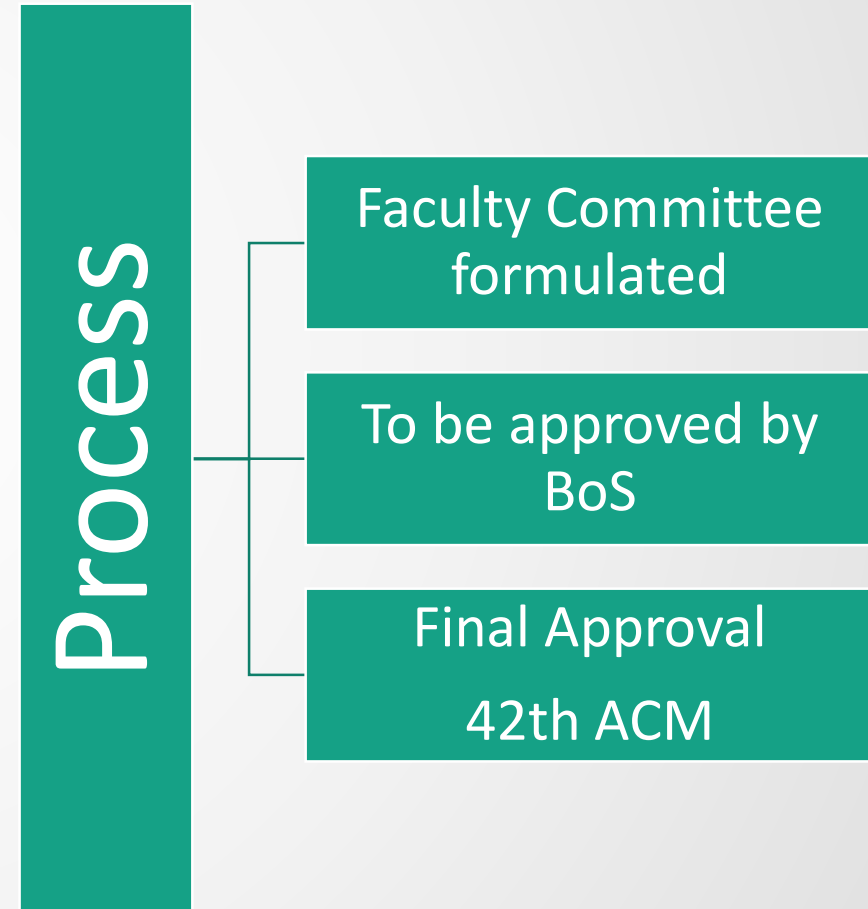 Process
Faculty Committee
formulated
To be approved by
BoS
Final Approval
42th ACM